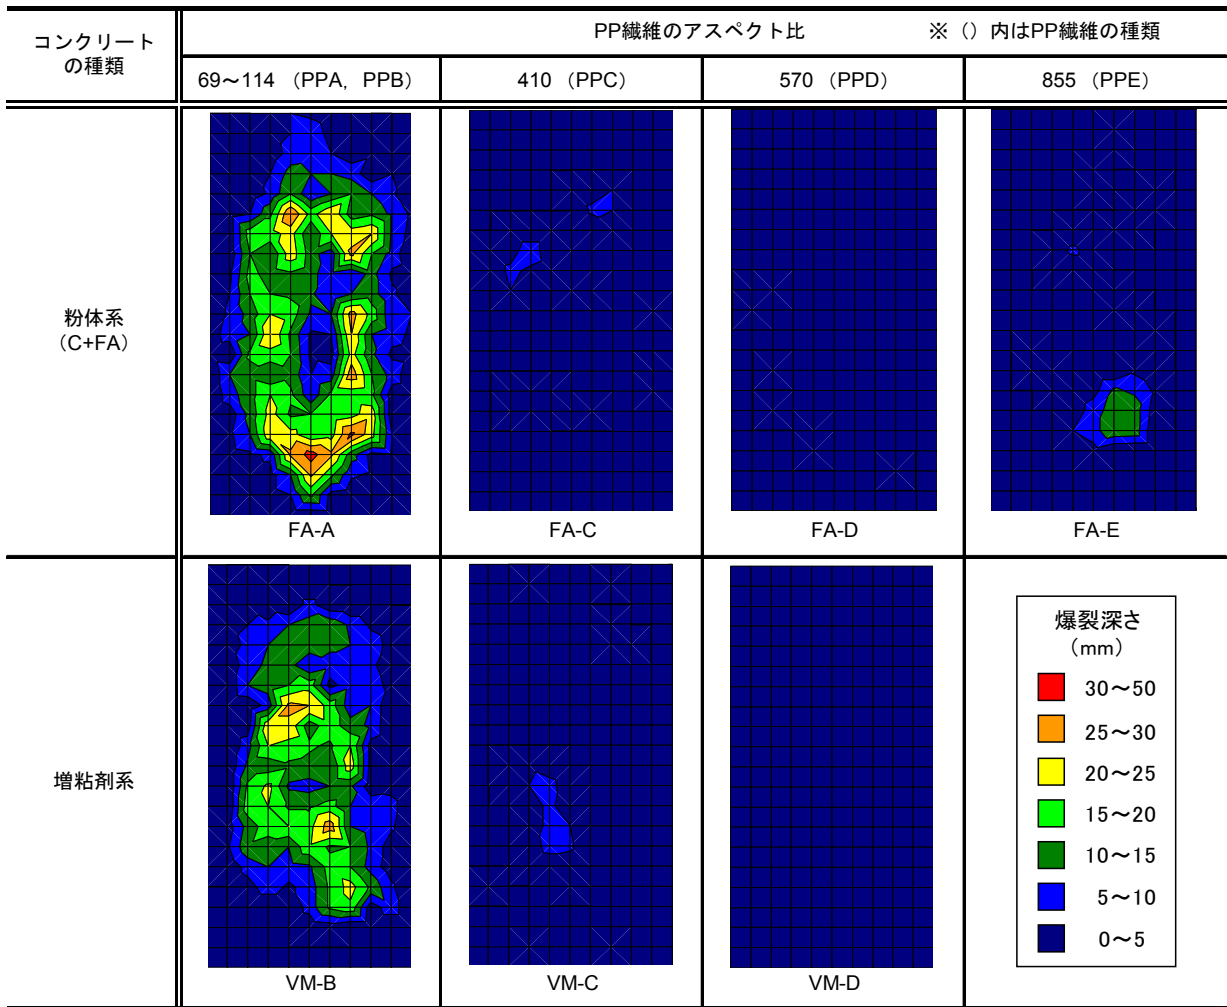 コンクリート
の種類
PP繊維のアスペクト比 ※（）内はPP繊維の種類
69～114（PPA，PPB）
410（PPC）
570（PPD）
855（PPE）
粉体系
（C+FA）
FA-A
FA-C
FA-D
FA-E
増粘剤系
VM-B
VM-C
VM-D
爆裂深さ
（mm）
30～50
25～30
20～25
15～20
10～15
5～10
0～5